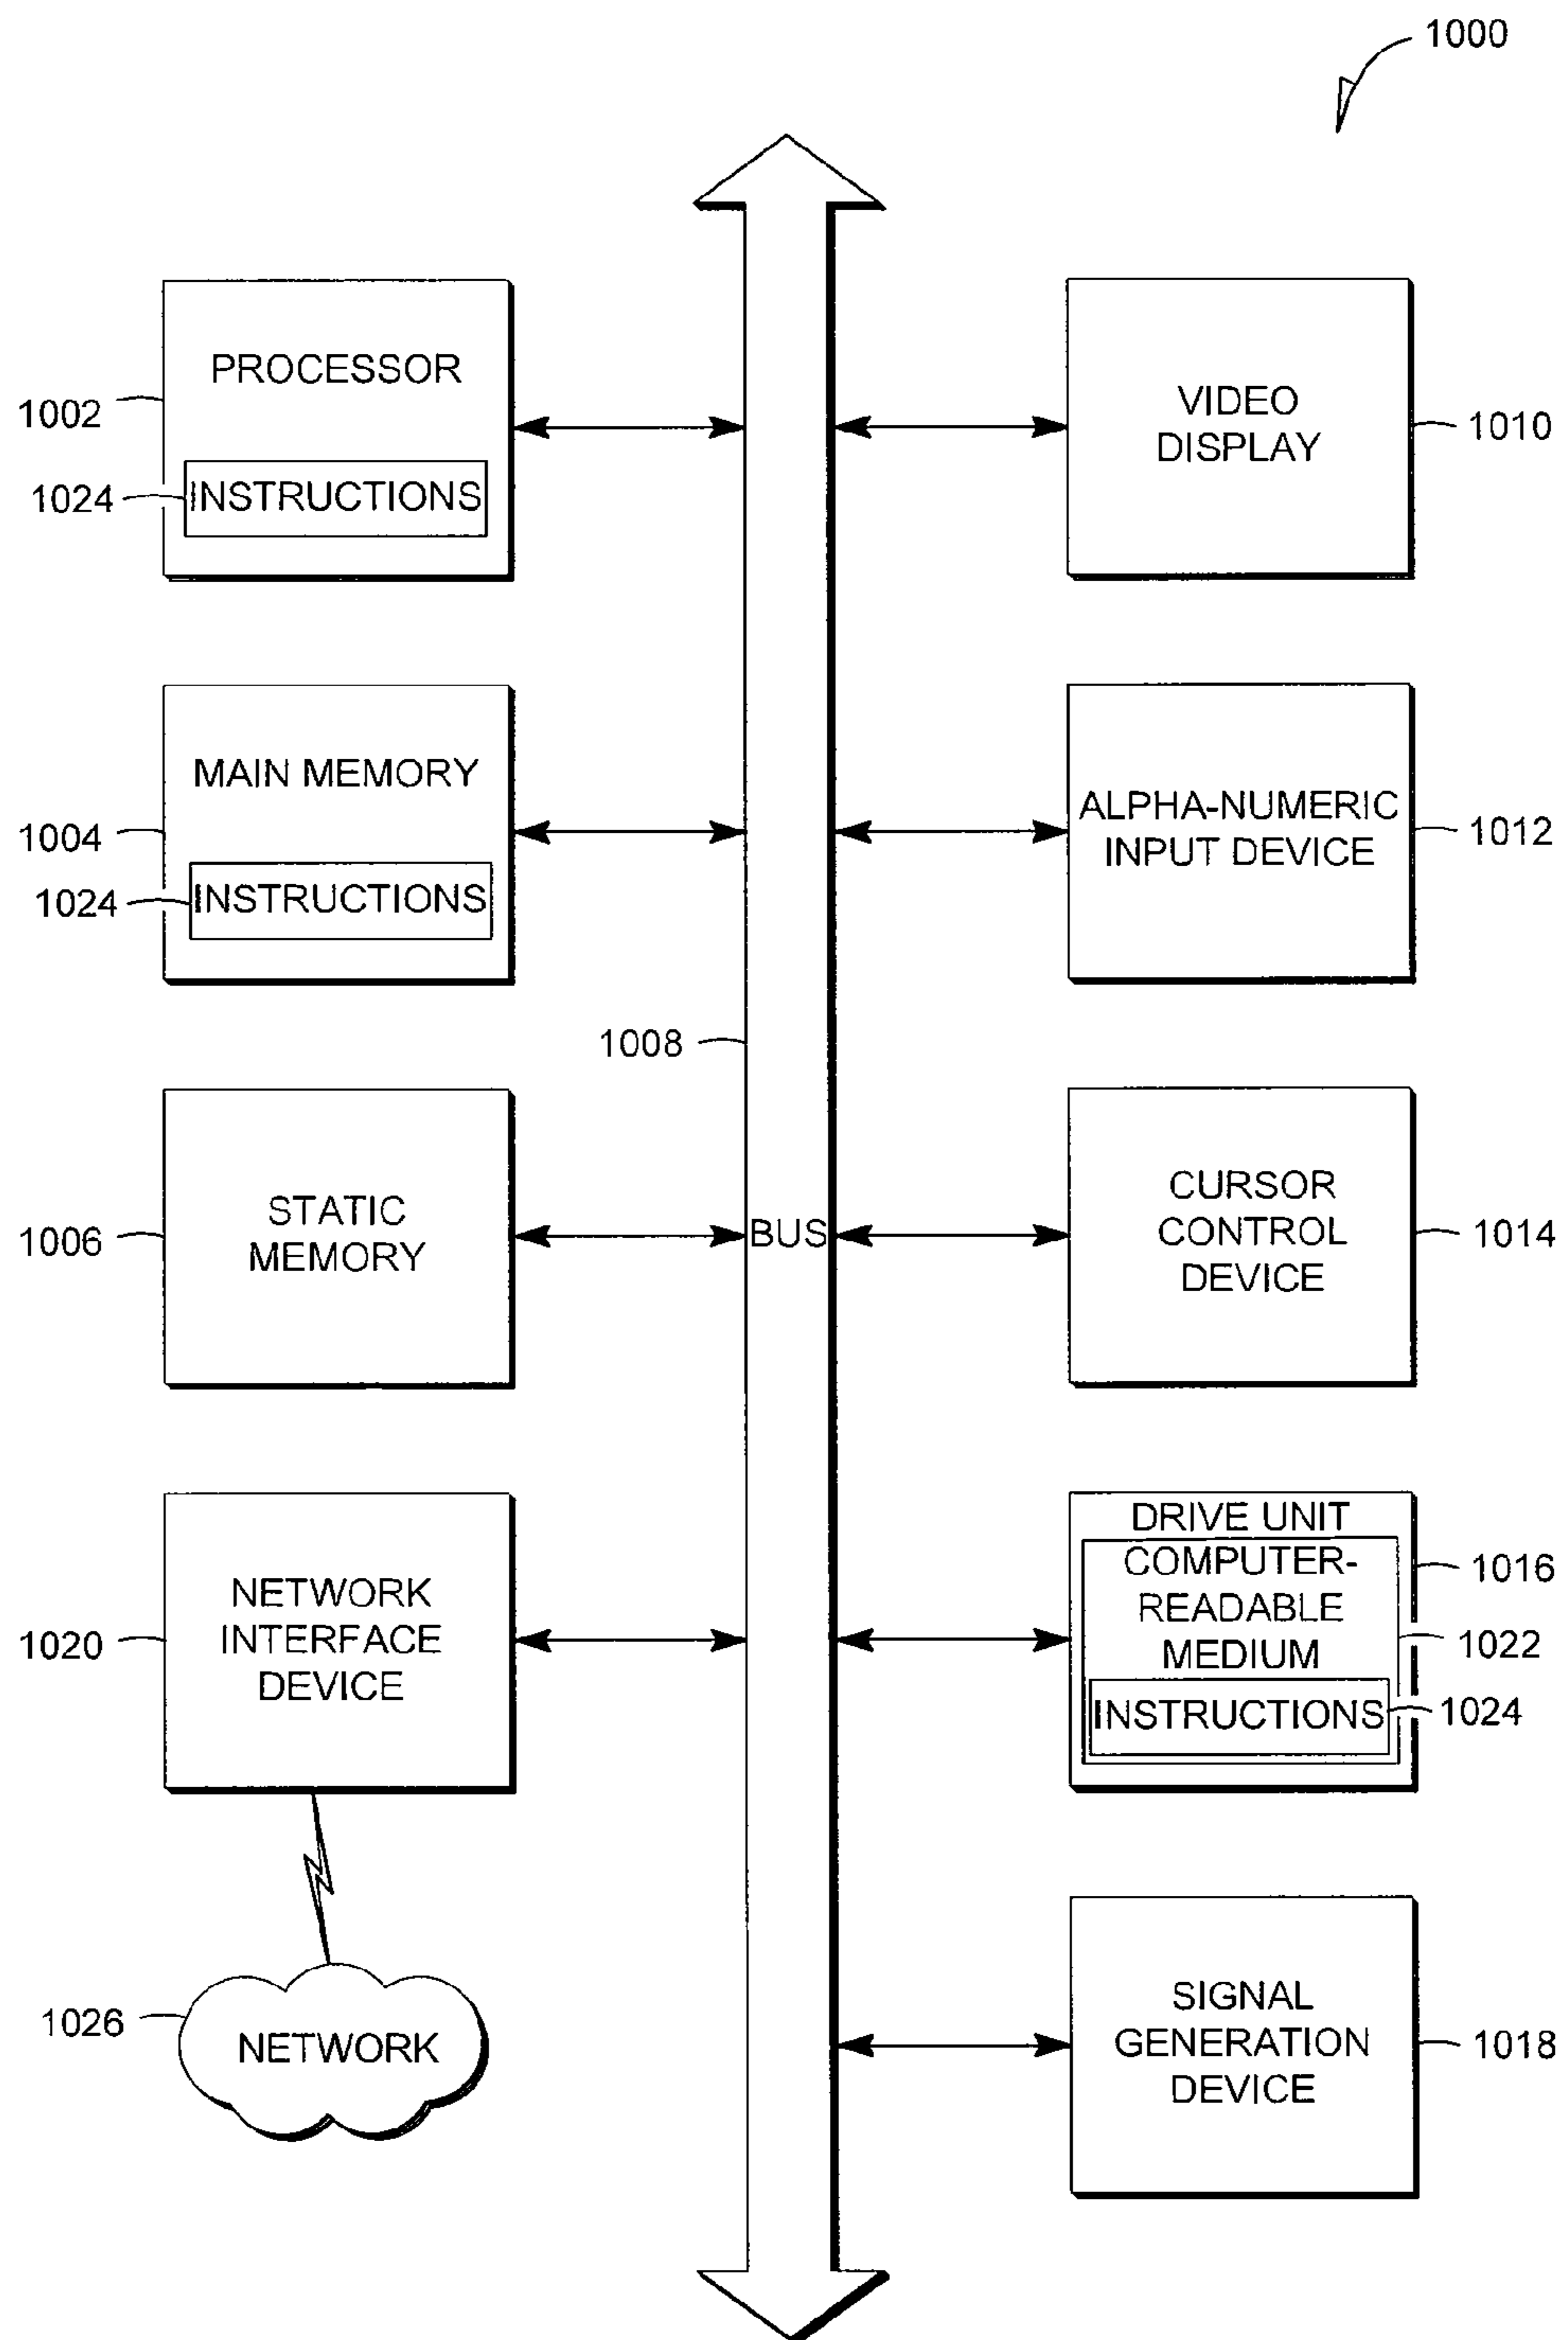 1000
PROCESSOR
1002
1024
INSTRUCTIONS
VIDEO
DISPLAY
1010
MAIN MEMORY
1004
1024
INSTRUCTIONS
ALPHA-NUMERIC
INPUT DEVICE
1012
1008
BUS
STATIC
MEMORY
1006
CURSOR
CONTROL
DEVICE
1014
NETWORK
INTERFACE
DEVICE
1020
DRIVE UNIT
1016
COMPUTER-
READABLE
MEDIUM
1022
INSTRUCTIONS
1024
1026
NETWORK
SIGNAL
GENERATION
DEVICE
1018